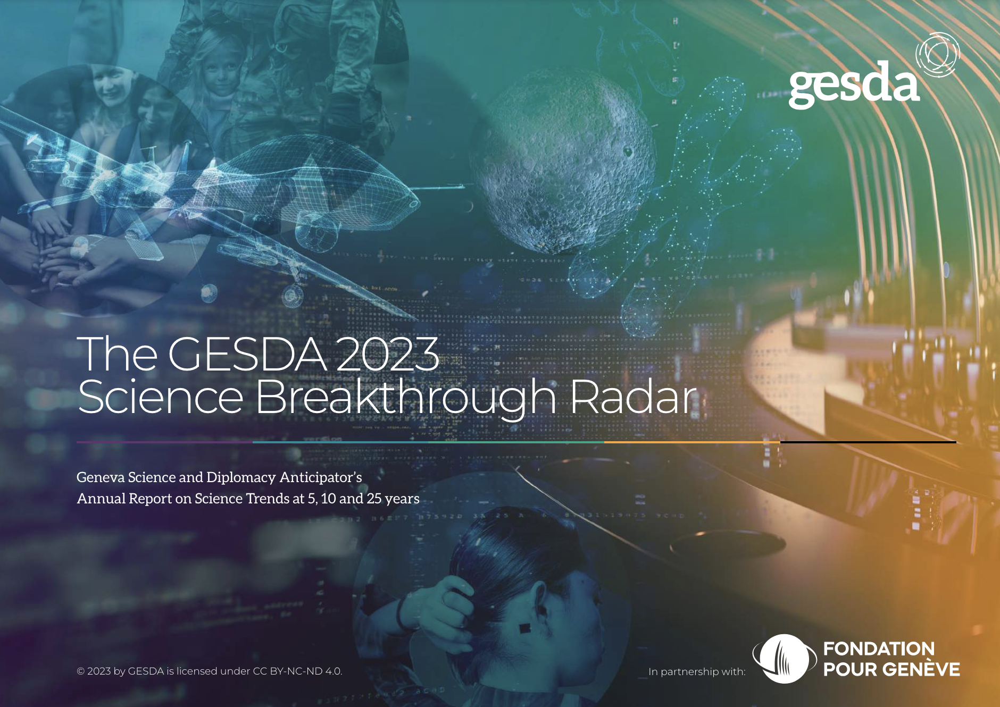 gesda
The GESDA 2023
Science Breakthrough Radar
Geneva Science and Diplomacy Anticipator’s
Annual Report on Science Trends at 5, 10 and 25 years
© 2023 by GESDA is licensed under CC BY-NC-ND 4.0.
In partnership with:
FONDATION
POUR GENÈVE